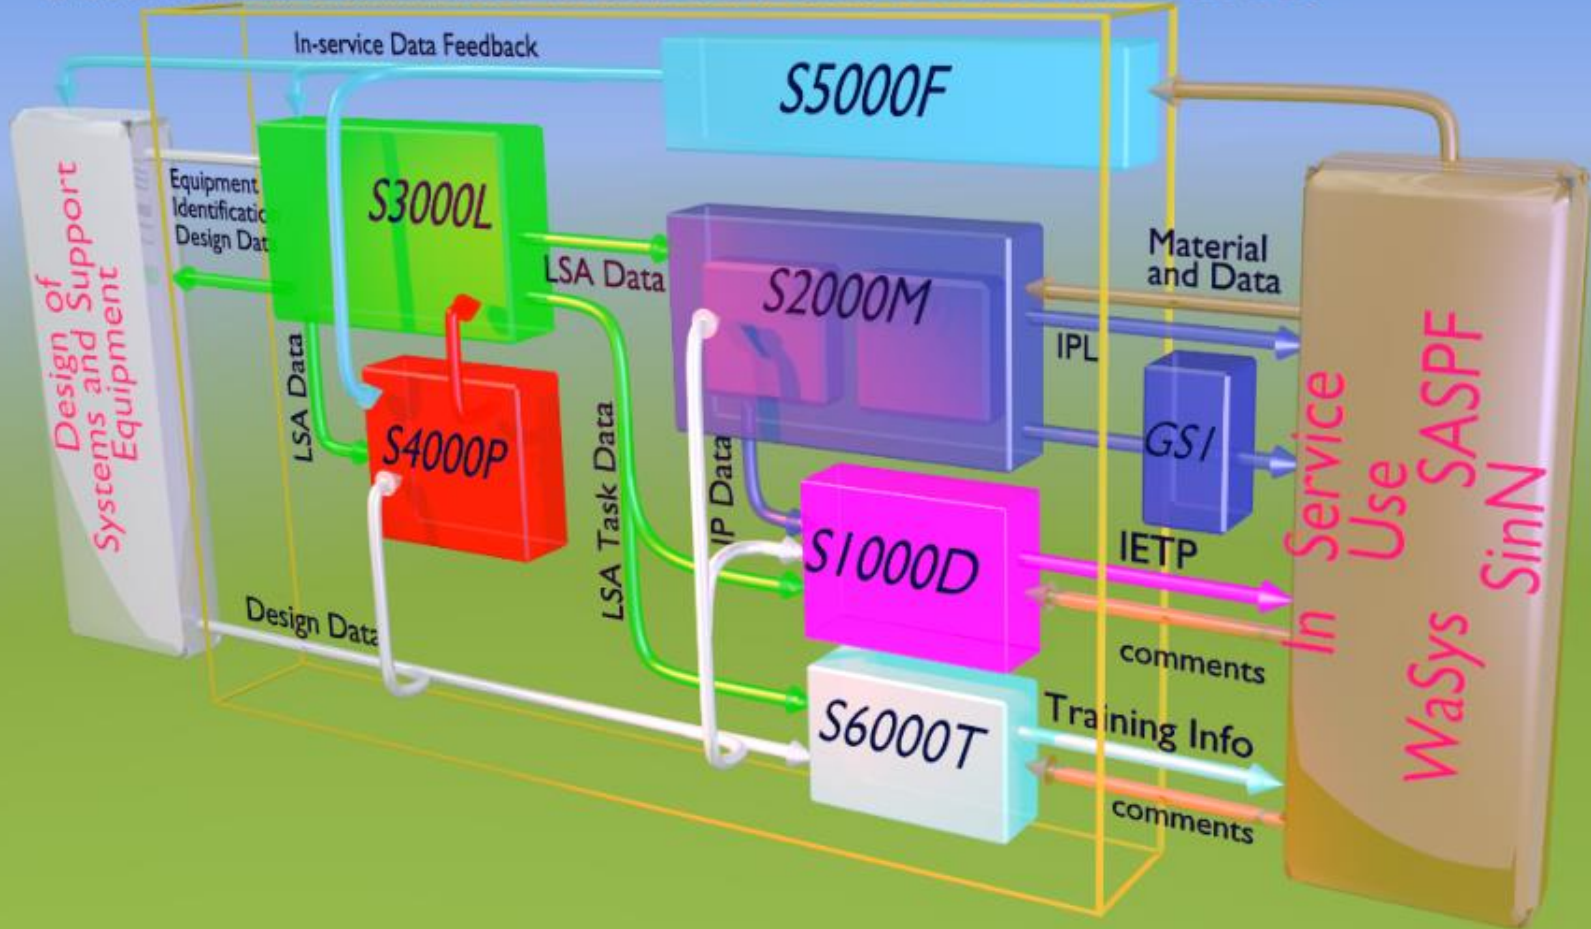 In-service Data Feedback
S5000F
Design of
Systems and Support
Equipment
Equipment
Identificatio
Design Dat
S3000L
LSA Data
S2000M
Material
and Data
IPL
GSI
LSA Data
S4000P
LSA Task Data
IP Data
S1000D
IETP
comments
Design Data
S6000T
Training Info
comments
In Service
Use
WaSys SASPF
SinN